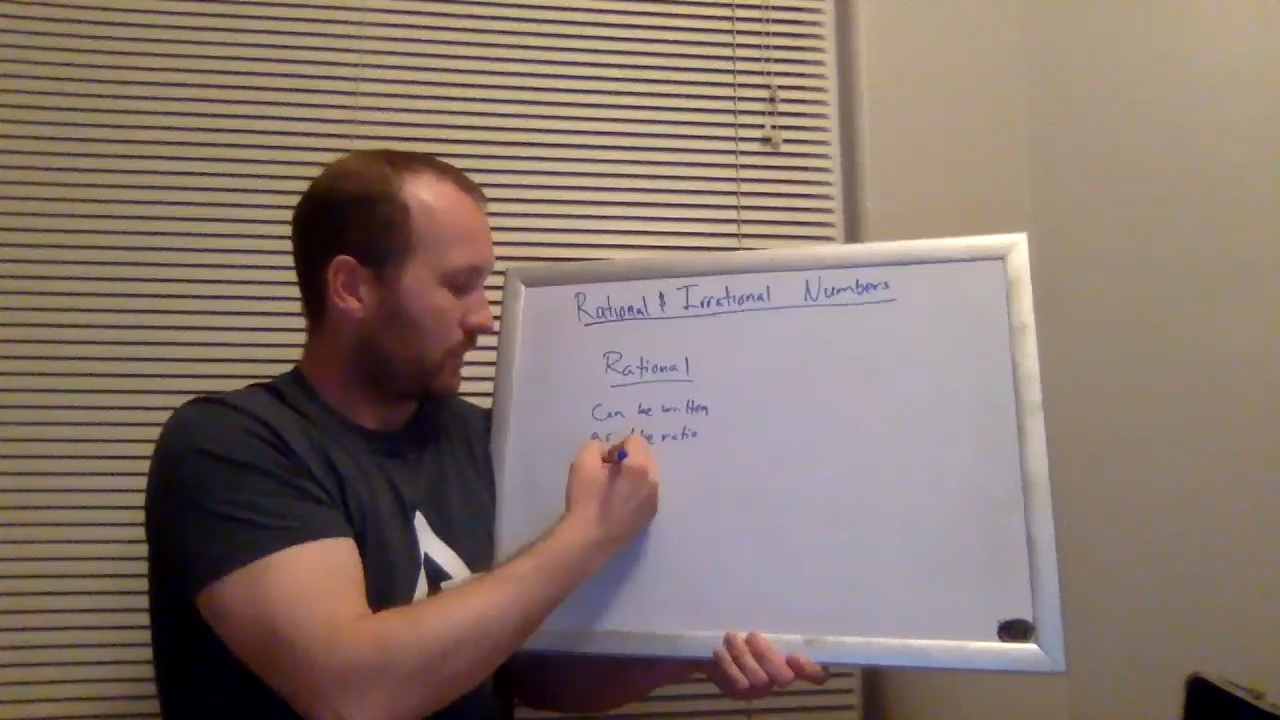 Rational & Irrational Numbers
Rational
Can be written
as the ratio